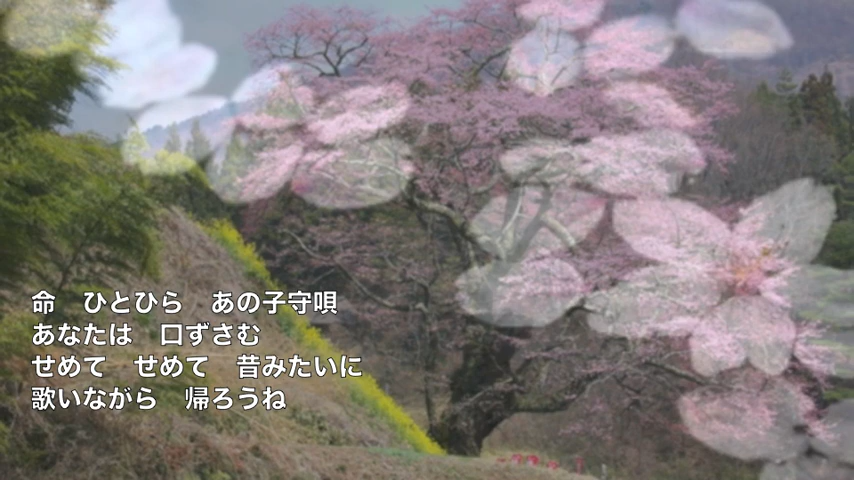 命　ひとひら　あの子守唄
あなたは　口ずさむ
せめて　せめて　昔みたいに
歌いながら　帰ろうね